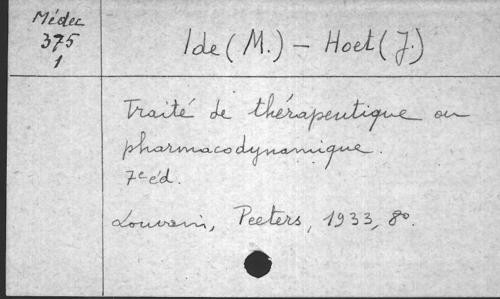 Médec
375
1
Ide (M.) - Hoet (J.)
Traité de thérapeutique ou
pharmacodynamique.
7e éd.
Louvain, Peeters, 1933, 8o.